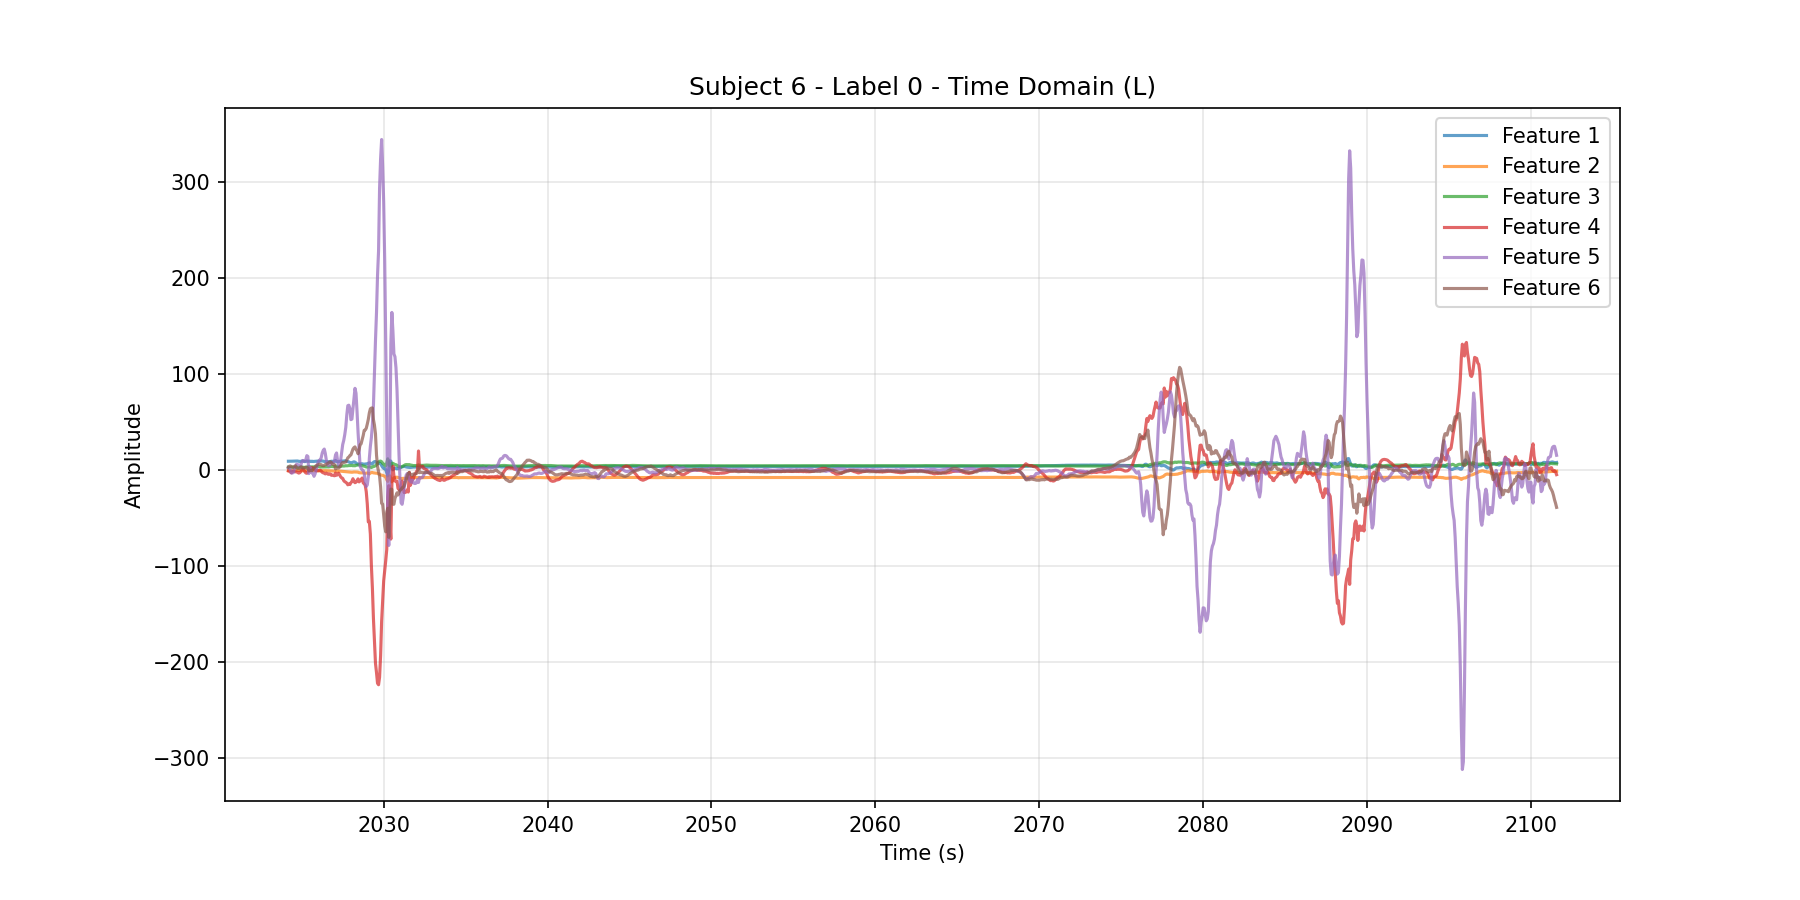 Subject 6 - Label 0 - Time Domain (L)
Feature 1
Feature 2
Feature 3
Feature 4
Feature 5
Feature 6
300
200
100
0
−100
−200
−300
Amplitude
2030 2040 2050 2060 2070 2080 2090 2100
Time (s)